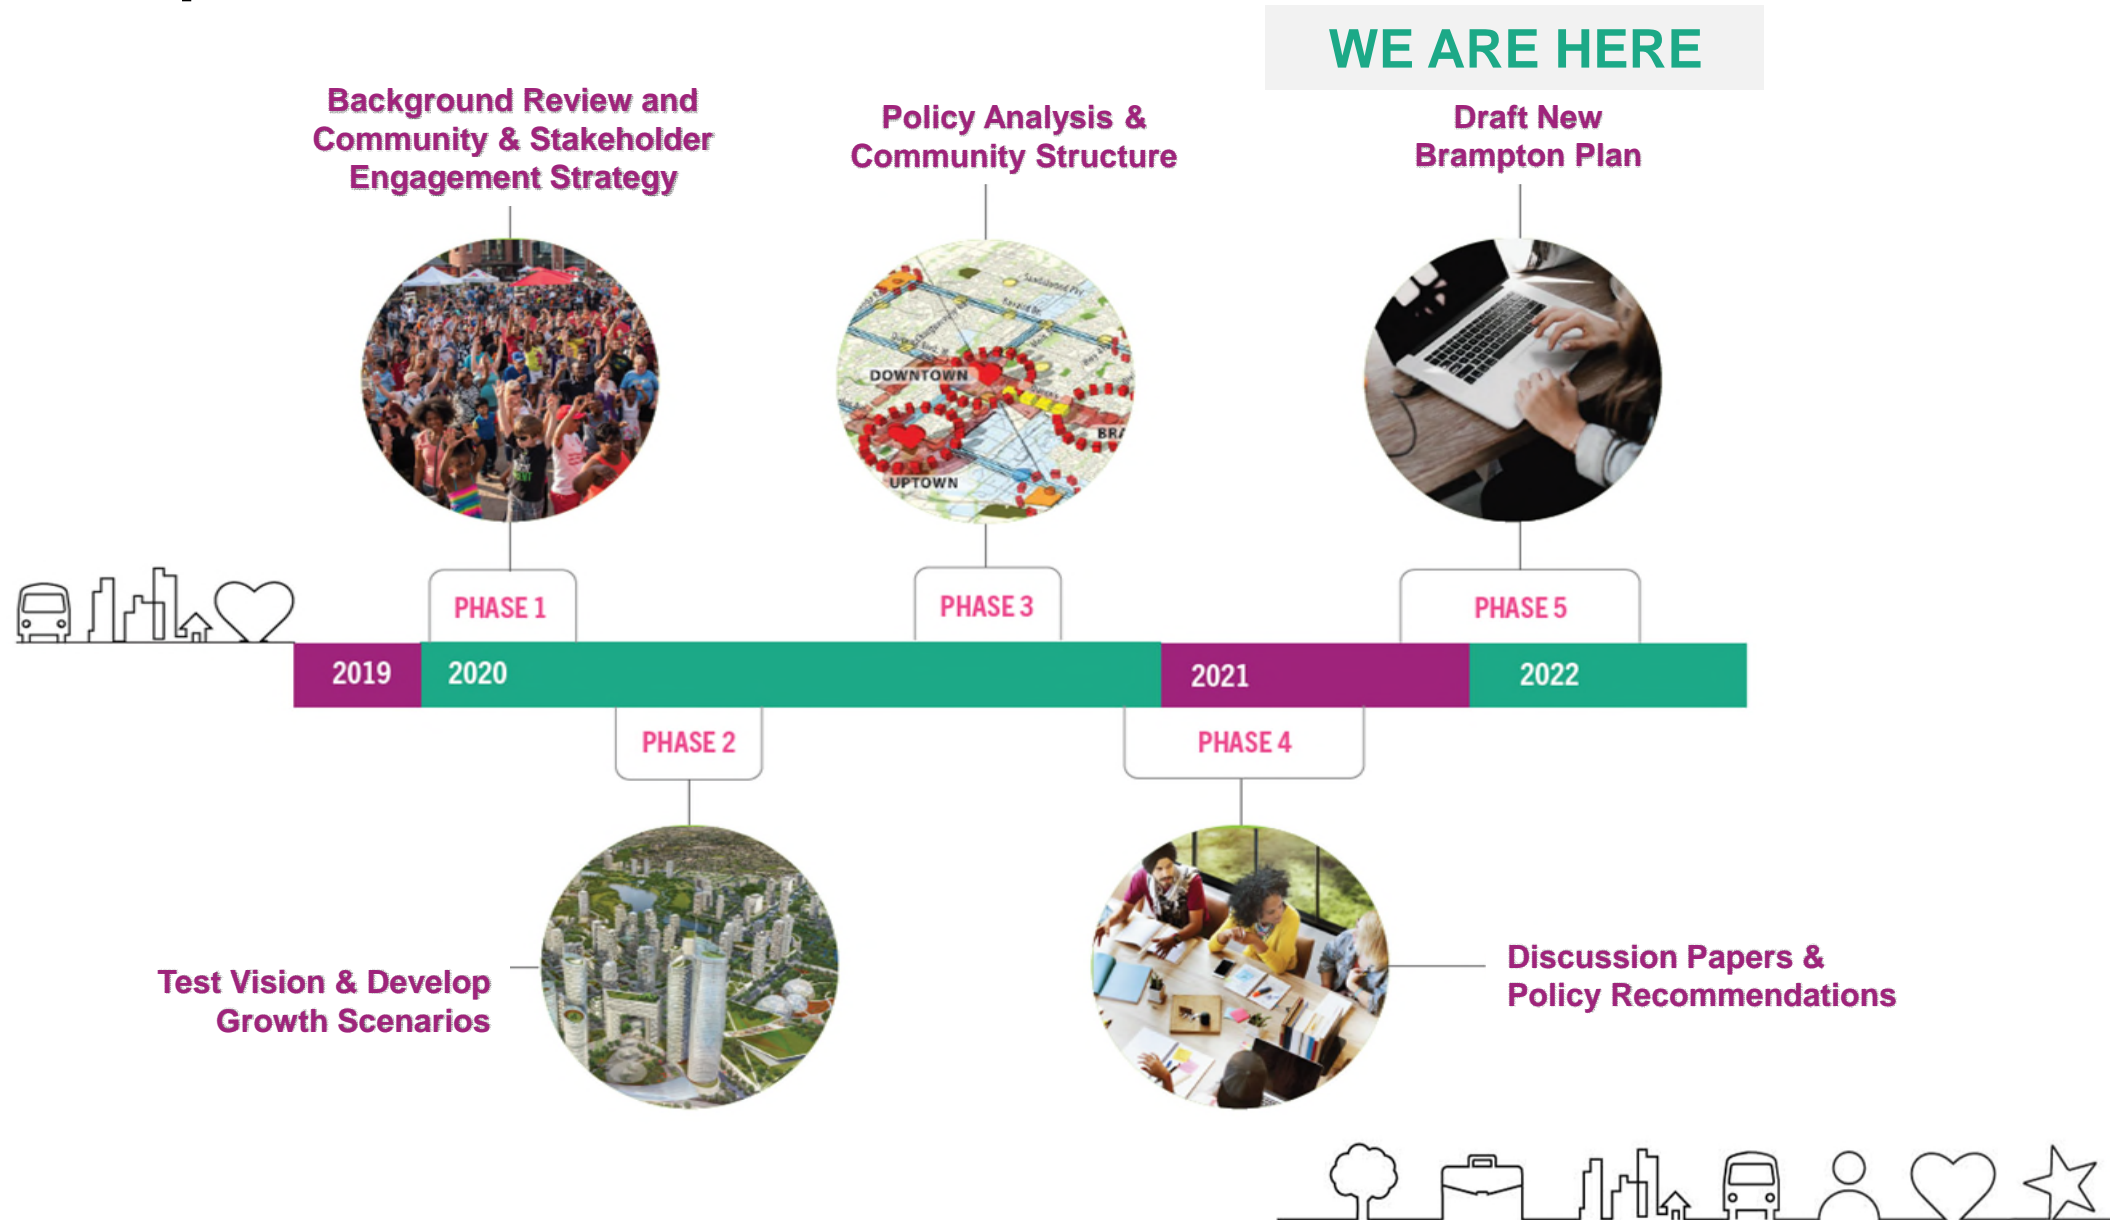 WE ARE HERE
Background Review and
Community & Stakeholder
Engagement Strategy
Policy Analysis &
Community Structure
Draft New
Brampton Plan
DOWNTOWN
UPTOWN
BRA
PHASE 1
PHASE 3
PHASE 5
2019
2020
2021
2022
PHASE 2
PHASE 4
Test Vision & Develop
Growth Scenarios
Discussion Papers &
Policy Recommendations